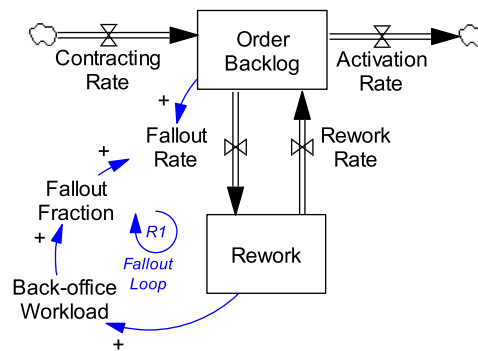 Order
Backlog
Contracting
Rate
Activation
Rate
+
Fallout
Rate
Rework
Rate
+
Fallout
Fraction
+
R1
Fallout
Loop
Rework
Back-office
Workload
+